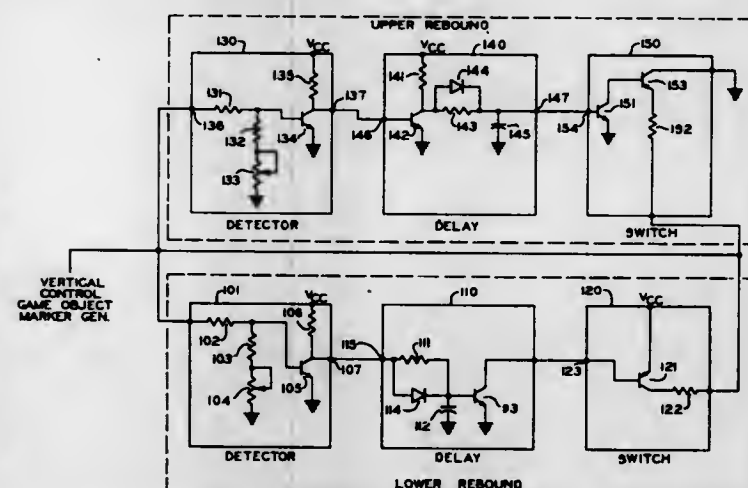 UPPER REBOUND
130
VCC
140
VCC
150
135
144
131
137
141
147
151
153
136
134
146
142
143
145
154
192
132
133
DETECTOR
DELAY
SWITCH
VERTICAL
CONTROL
GAME OBJECT
MARKER GEN.
101
VCC
110
120
VCC
106
102
115
111
103
107
123
121
104
105
114
112
93
122
DETECTOR
DELAY
SWITCH
LOWER REBOUND